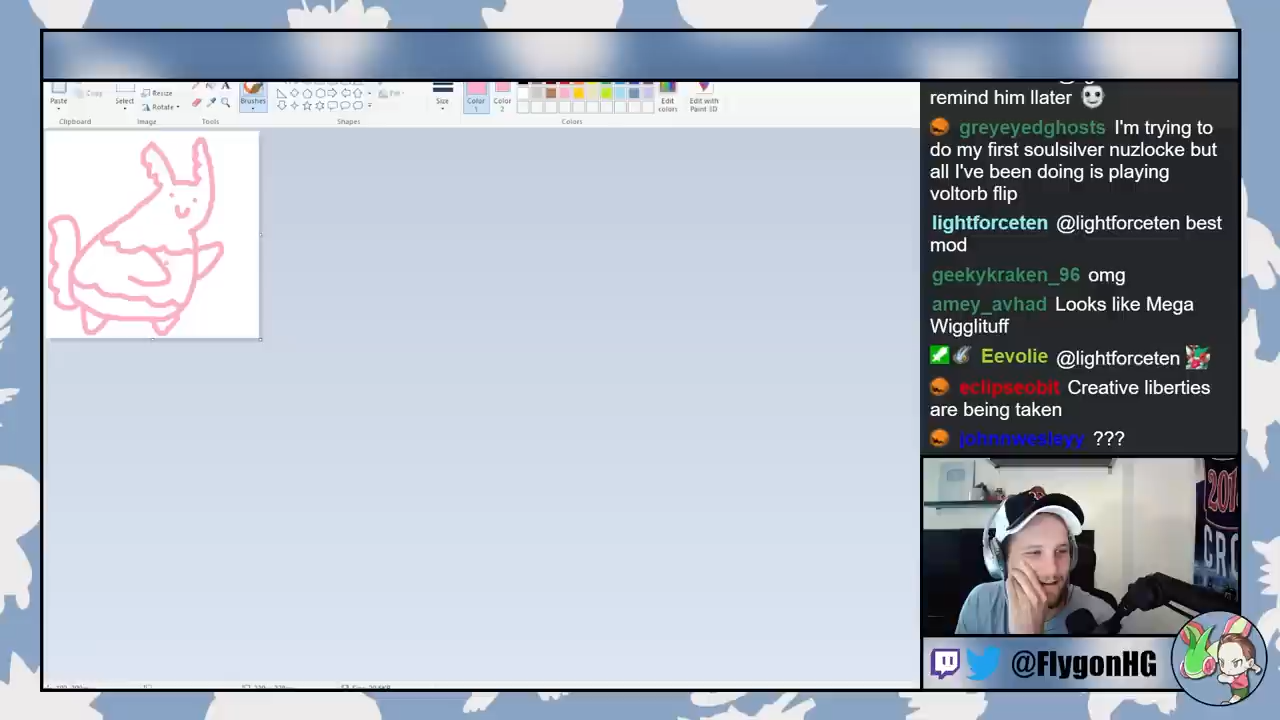 Paste
Copy
Select
Resize
Rotate
Brushes
Size
Color
1
Color
2
Edit
colors
Edit with
Paint 3D
Clipboard
Image
Tools
Shapes
Colors
remind him llater
greyeyedghosts I'm trying to
do my first soulsilver nuzlocke but
all I've been doing is playing
voltorb flip
lightforceten @lightforceten best
mod
geekykraken_96 omg
amey_avhad Looks like Mega
Wigglituff
Eevolie @lightforceten
eclipseobit Creative liberties
are being taken
johnnwesleyy ???
201
CRO
@FlygonHG